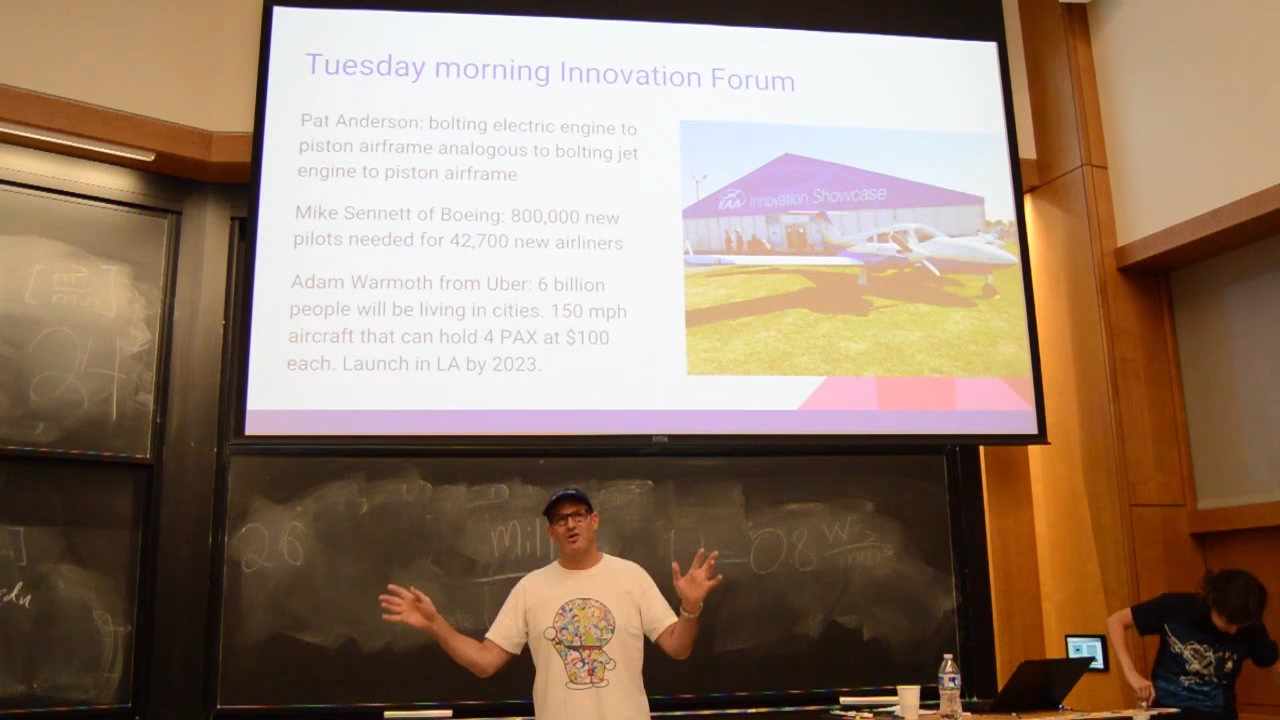 Tuesday morning Innovation Forum
Pat Anderson: bolting electric engine to
piston airframe analogous to bolting jet
engine to piston airframe
Mike Sennett of Boeing: 800,000 new
pilots needed for 42,700 new airliners
Adam Warmoth from Uber: 6 billion
people will be living in cities. 150 mph
aircraft that can hold 4 PAX at $100
each. Launch in LA by 2023.
EAA Innovation Showcase
24
26
Mil
0.8
edu